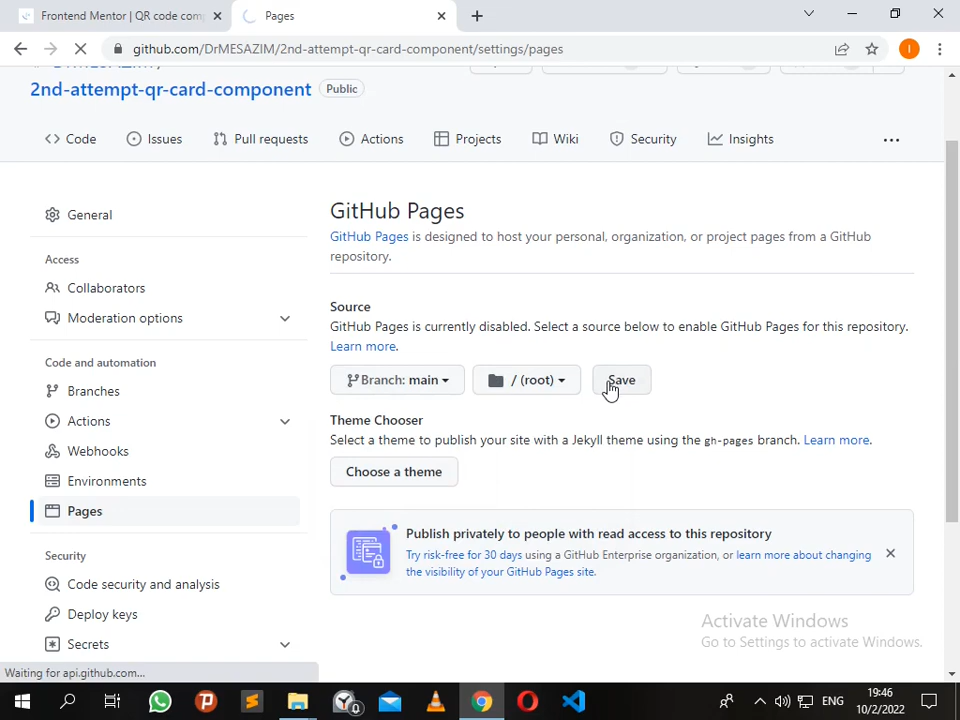 Frontend Mentor | QR code com
Pages
github.com/DrMESAZIM/2nd-attempt-qr-card-component/settings/pages
I
2nd-attempt-qr-card-component
Public
Code
Issues
Pull requests
Actions
Projects
Wiki
Security
Insights
General
Access
Collaborators
Moderation options
Code and automation
Branches
Actions
Webhooks
Environments
Pages
Security
Code security and analysis
Deploy keys
Secrets
GitHub Pages
GitHub Pages is designed to host your personal, organization, or project pages from a GitHub
repository.
Source
GitHub Pages is currently disabled. Select a source below to enable GitHub Pages for this repository.
Learn more.
Branch: main
/ (root)
Save
Theme Chooser
Select a theme to publish your site with a Jekyll theme using the gh-pages branch. Learn more.
Choose a theme
Publish privately to people with read access to this repository
Try risk-free for 30 days using a GitHub Enterprise organization, or learn more about changing
the visibility of your GitHub Pages site.
Activate Windows
Go to Settings to activate Windows.
Waiting for api.github.com...
ENG
19:46
10/2/2022